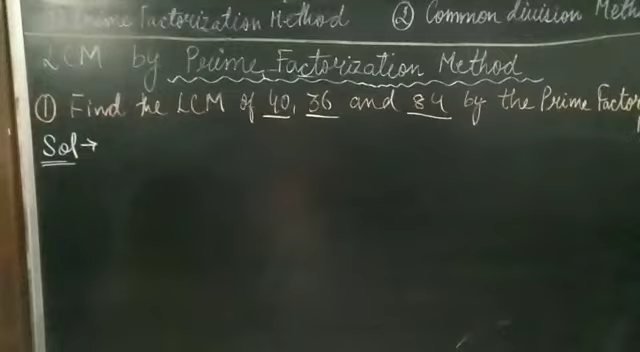 Prime Factorization Method ② Common division Meth
LCM by Prime Factorization Method
① Find the LCM of 40, 36 and 84 by the Prime Factor
Sol →